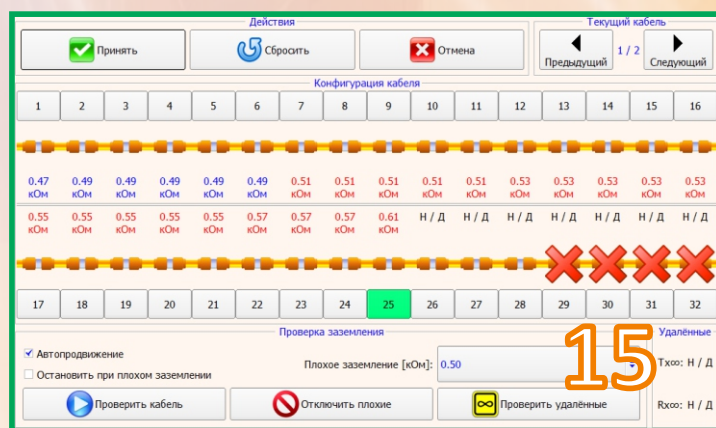 Действия
Принять
Сбросить
Отмена
Текущий кабель
Предыдущий
1 / 2
Следующий
Конфигурация кабеля
1 2 3 4 5 6 7 8 9 10 11 12 13 14 15 16
0.47 0.49 0.49 0.49 0.49 0.49 0.51 0.51 0.51 0.51 0.51 0.53 0.53 0.53 0.53 0.53
кОм кОм кОм кОм кОм кОм кОм кОм кОм кОм кОм кОм кОм кОм кОм кОм
0.55 0.55 0.55 0.55 0.55 0.57 0.57 0.57 0.61 Н / Д Н / Д Н / Д Н / Д Н / Д Н / Д Н / Д
кОм кОм кОм кОм кОм кОм кОм кОм кОм
17 18 19 20 21 22 23 24 25 26 27 28 29 30 31 32
Проверка заземления
Удалённые
Автопродвижение
Остановить при плохом заземлении
Плохое заземление [кОм]: 0.50
15
Tx∞: Н / Д
Проверить кабель
Отключить плохие
∞ Проверить удалённые
Rx∞: Н / Д